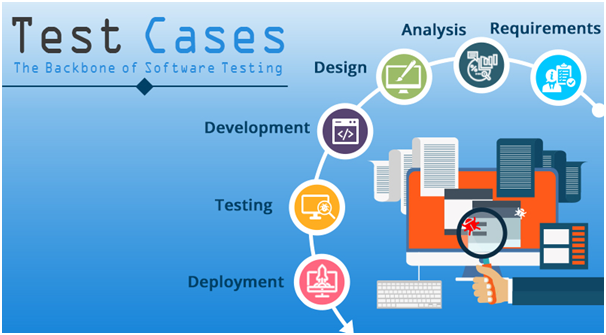 Test Cases
The Backbone of Software Testing
Requirements
Analysis
Design
Development
Testing
Deployment